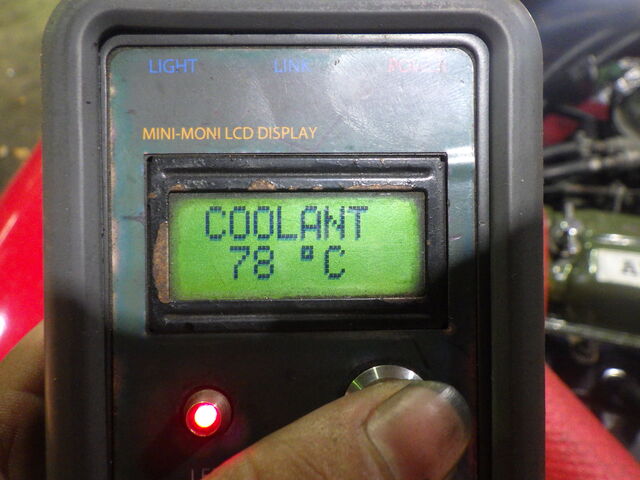 LIGHT LINK
MINI-MONI LCD DISPLAY
COOLANT
78 °C